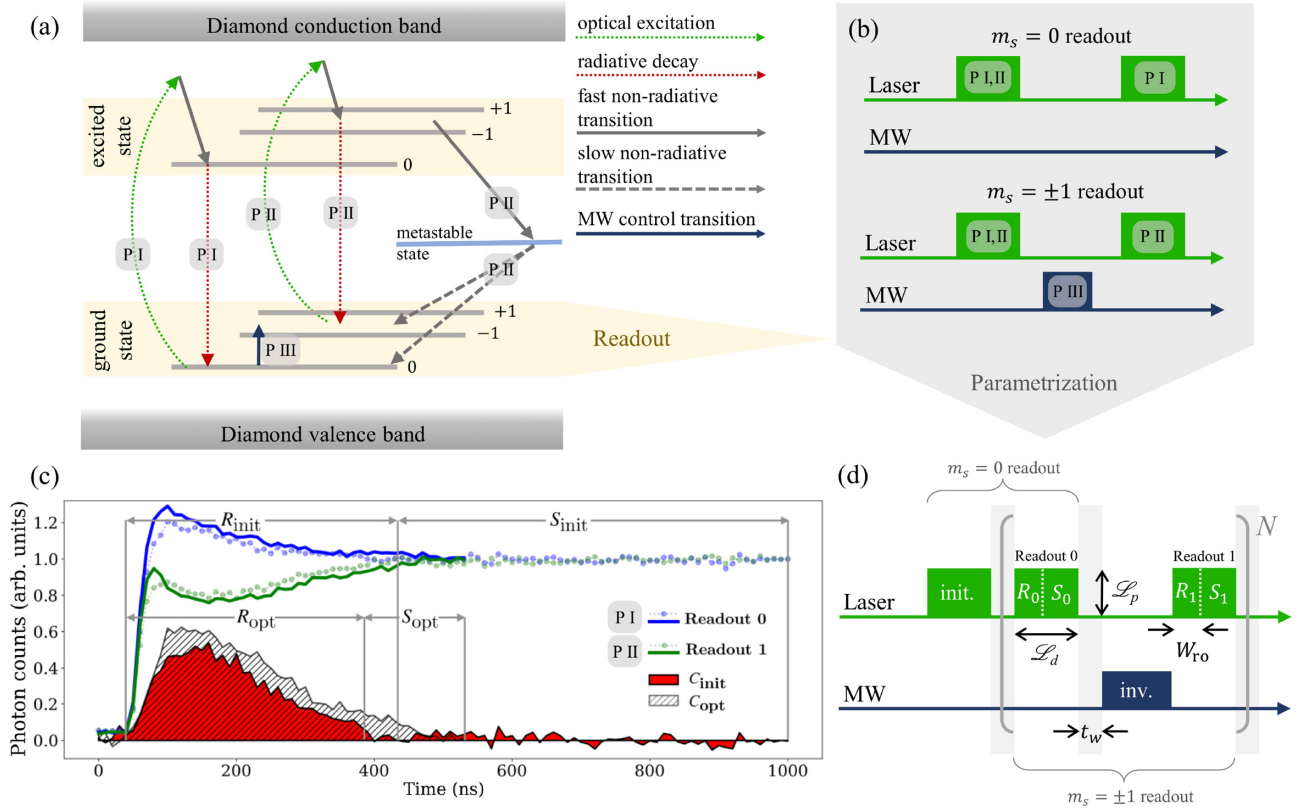 (a)
Diamond conduction band
excited
state
+1
−1
0
P I
P I
P II
P II
P II
metastable
state
P II
ground
state
+1
−1
0
P III
Readout
Diamond valence band
optical excitation
radiative decay
fast non-radiative
transition
slow non-radiative
transition
MW control transition
(b)
m_s = 0 readout
Laser
P I,II
P I
MW
m_s = ±1 readout
Laser
P I,II
P II
MW
P III
Parametrization
(c)
Photon counts (arb. units)
1.2
1.0
0.8
0.6
0.4
0.2
0.0
R_init
S_init
R_opt
S_opt
P I
Readout 0
P II
Readout 1
C_init
C_opt
0
200
400
600
800
1000
Time (ns)
(d)
m_s = 0 readout
N
Readout 0
Readout 1
Laser
init.
R_0
S_0
ℒ_p
R_1
S_1
ℒ_d
W_ro
MW
inv.
t_w
m_s = ±1 readout